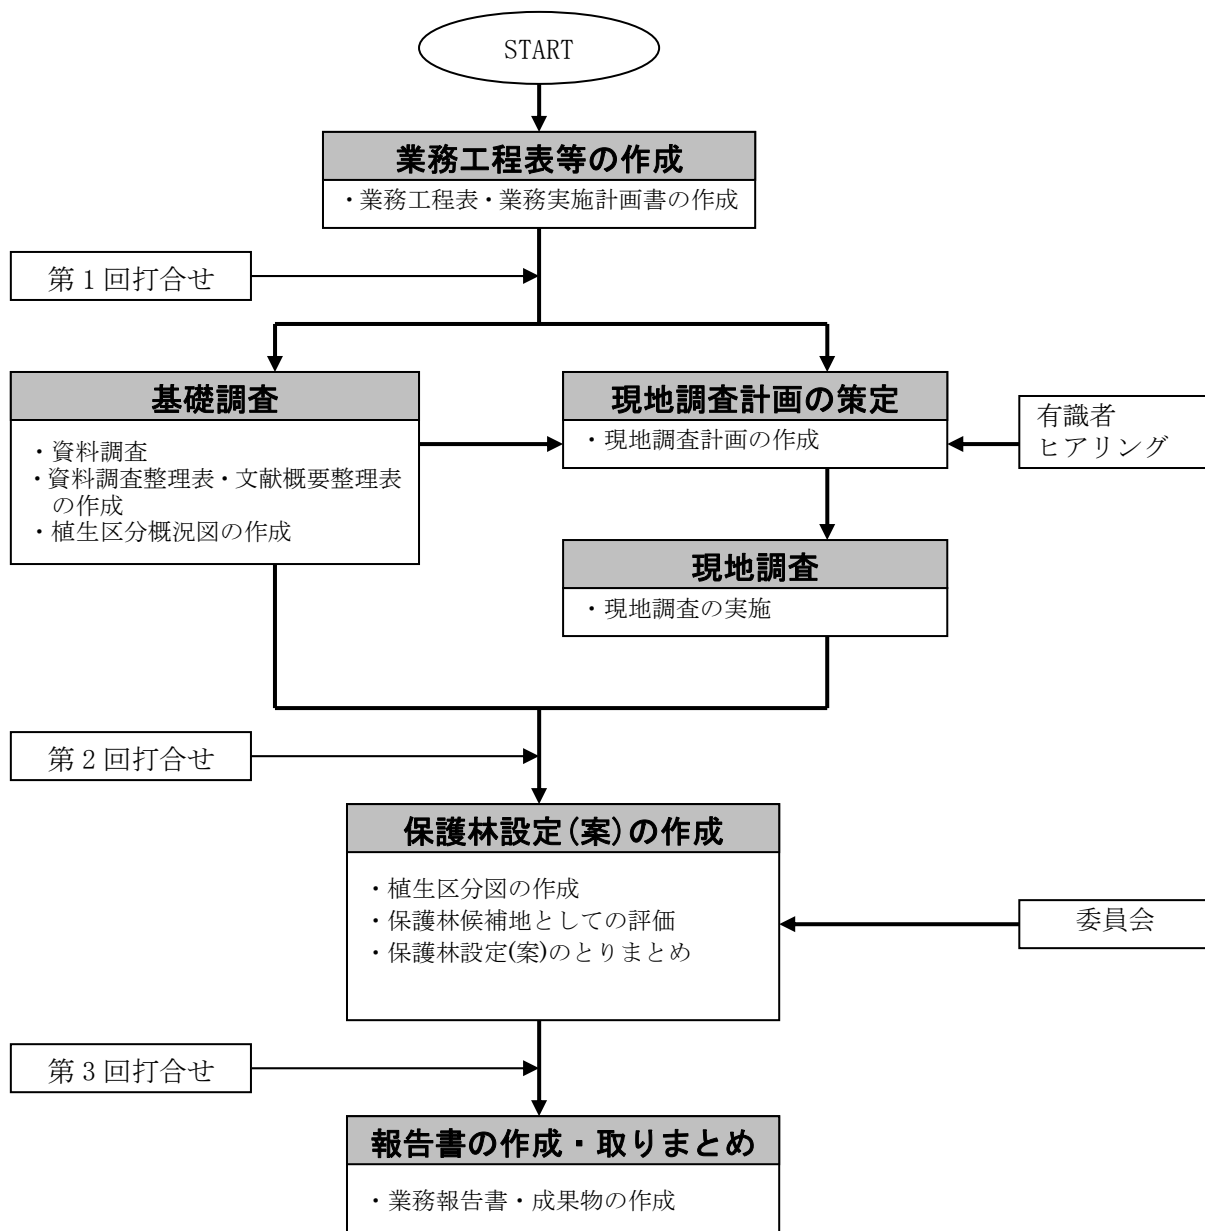 START
業務工程表等の作成
・業務工程表・業務実施計画書の作成
第1回打合せ
基礎調査
・資料調査
・資料調査整理表・文献概要整理表
の作成
・植生区分概況図の作成
現地調査計画の策定
・現地調査計画の作成
有識者
ヒアリング
現地調査
・現地調査の実施
第2回打合せ
保護林設定(案)の作成
・植生区分図の作成
・保護林候補地としての評価
・保護林設定(案)のとりまとめ
委員会
第3回打合せ
報告書の作成・取りまとめ
・業務報告書・成果物の作成